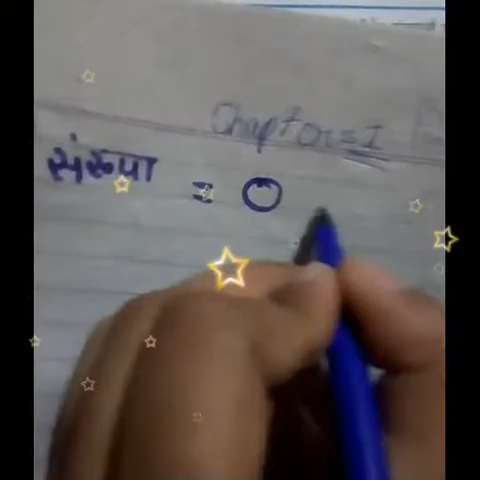 Chapter=1
संख्या = 0